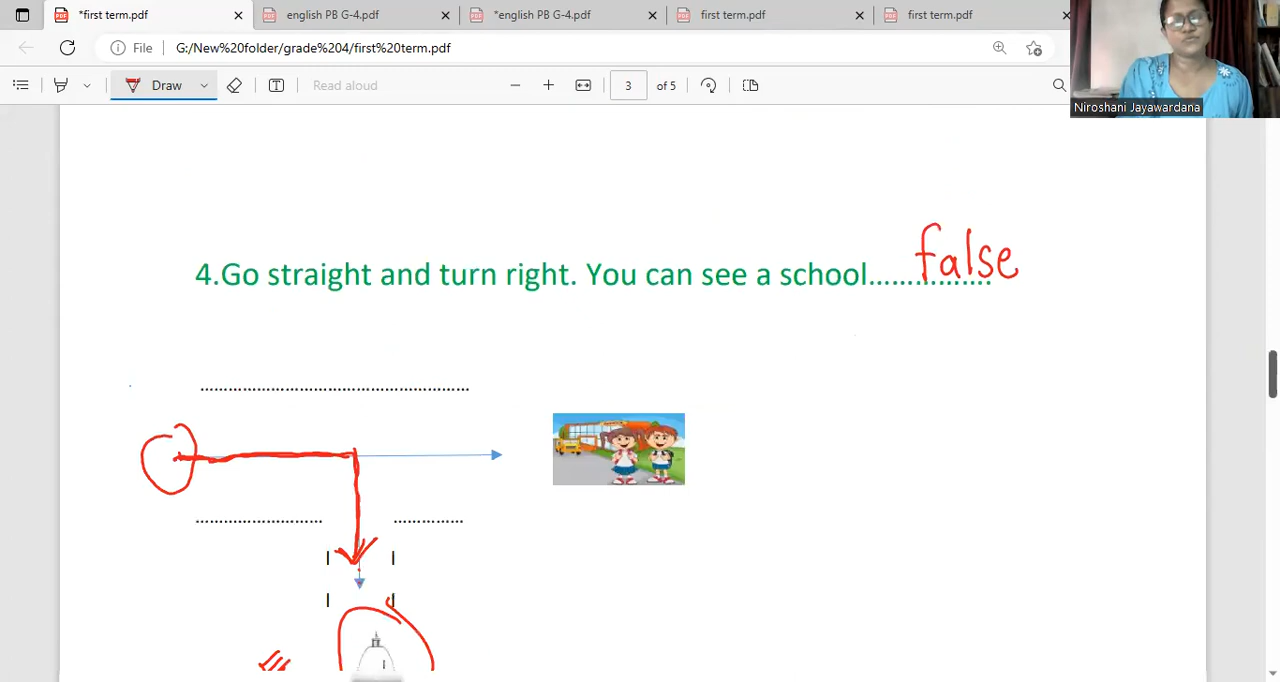 *first term.pdf
english PB G-4.pdf
*english PB G-4.pdf
first term.pdf
first term.pdf
File
G:/New%20folder/grade%204/first%20term.pdf
Draw
Read aloud
3
of 5
Niroshani Jayawardana
4.Go straight and turn right. You can see a school................ false